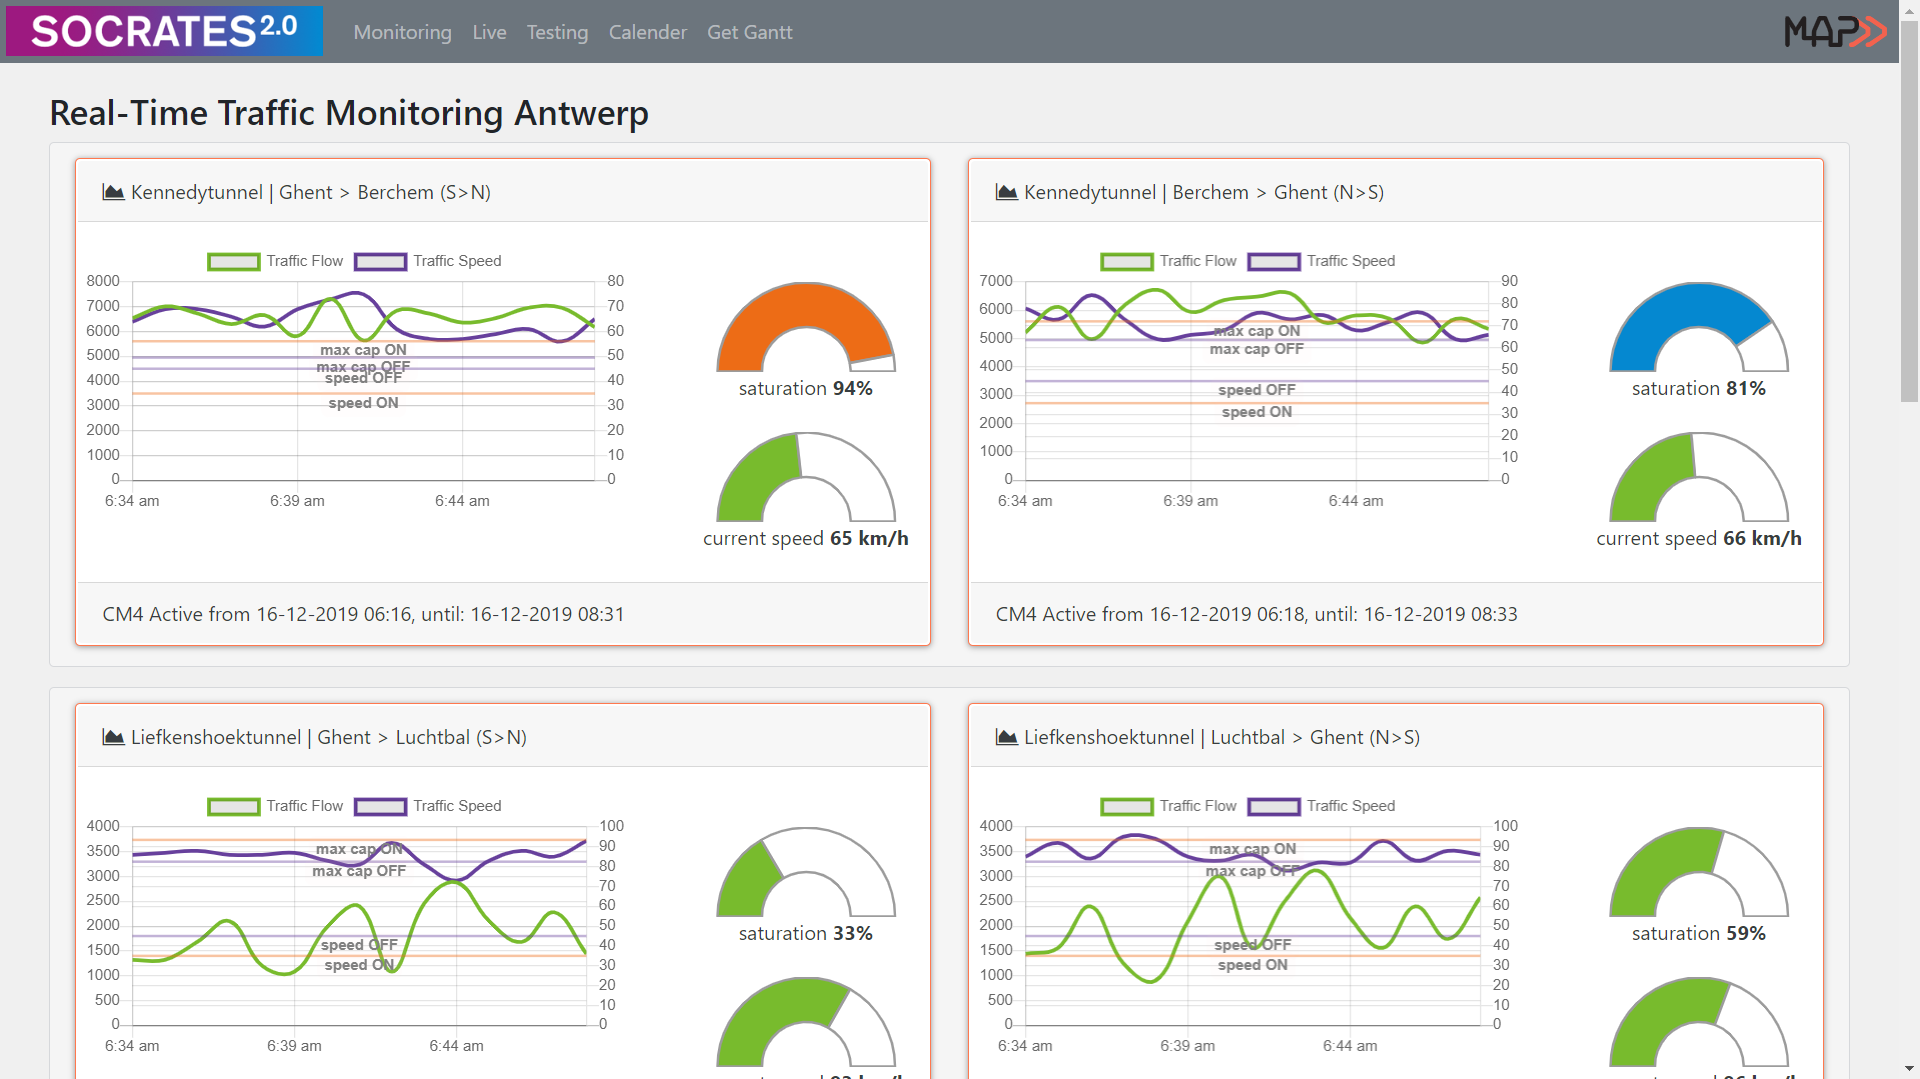 SOCRATES2.0 Monitoring Live Testing Calender Get Gantt MAP
Real-Time Traffic Monitoring Antwerp
Kennedytunnel | Ghent > Berchem (S>N)
Traffic Flow Traffic Speed
8000 80
7000 70
6000 60
5000 50
4000 40
3000 30
2000 20
1000 10
0 0
max cap ON
max cap OFF
speed OFF
speed ON
6:34 am 6:39 am 6:44 am
saturation 94%
current speed 65 km/h
CM4 Active from 16-12-2019 06:16, until: 16-12-2019 08:31
Kennedytunnel | Berchem > Ghent (N>S)
Traffic Flow Traffic Speed
7000 90
6000 80
5000 70
4000 60
3000 50
2000 40
1000 30
0 20
10
0
max cap ON
max cap OFF
speed OFF
speed ON
6:34 am 6:39 am 6:44 am
saturation 81%
current speed 66 km/h
CM4 Active from 16-12-2019 06:18, until: 16-12-2019 08:33
Liefkenshoektunnel | Ghent > Luchtbal (S>N)
Traffic Flow Traffic Speed
4000 100
3500 90
3000 80
2500 70
2000 60
1500 50
1000 40
500 30
0 20
10
0
max cap ON
max cap OFF
speed OFF
speed ON
6:34 am 6:39 am 6:44 am
saturation 33%
Liefkenshoektunnel | Luchtbal > Ghent (N>S)
Traffic Flow Traffic Speed
4000 100
3500 90
3000 80
2500 70
2000 60
1500 50
1000 40
500 30
0 20
10
0
max cap ON
max cap OFF
speed OFF
speed ON
6:34 am 6:39 am 6:44 am
saturation 59%